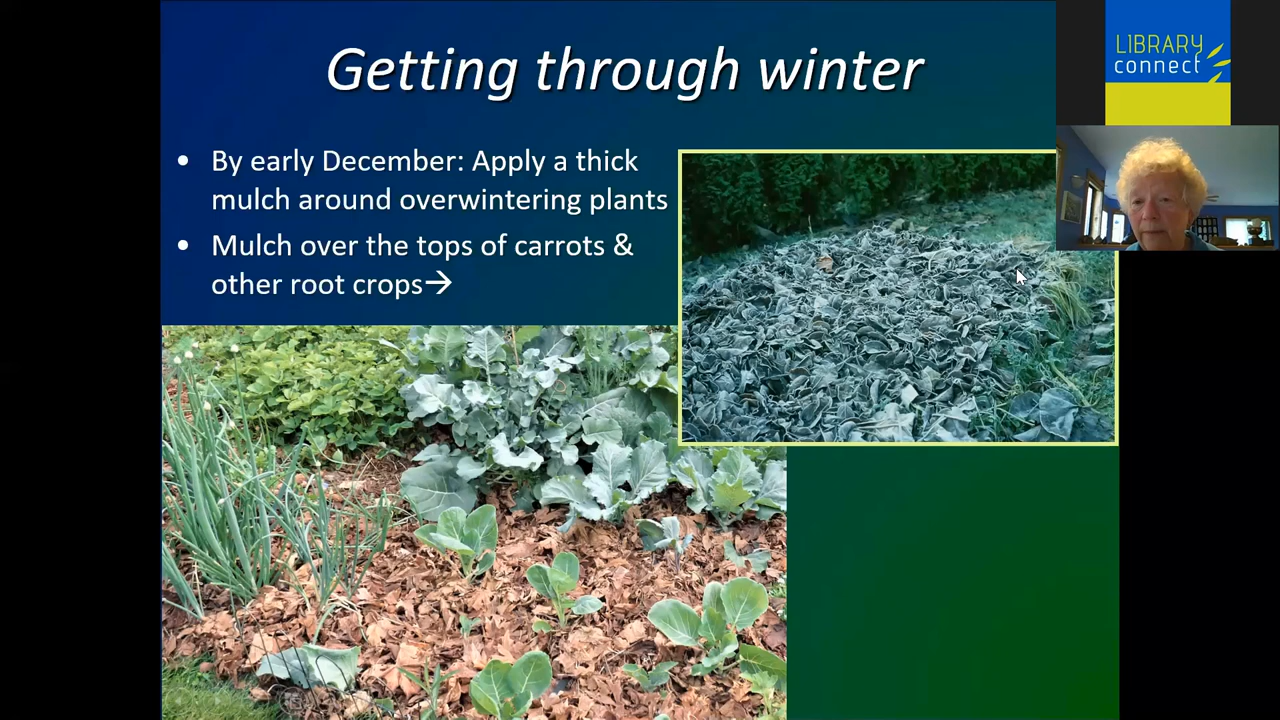 Getting through winter
LIBRARY
connect
• By early December: Apply a thick
mulch around overwintering plants
• Mulch over the tops of carrots &
other root crops→